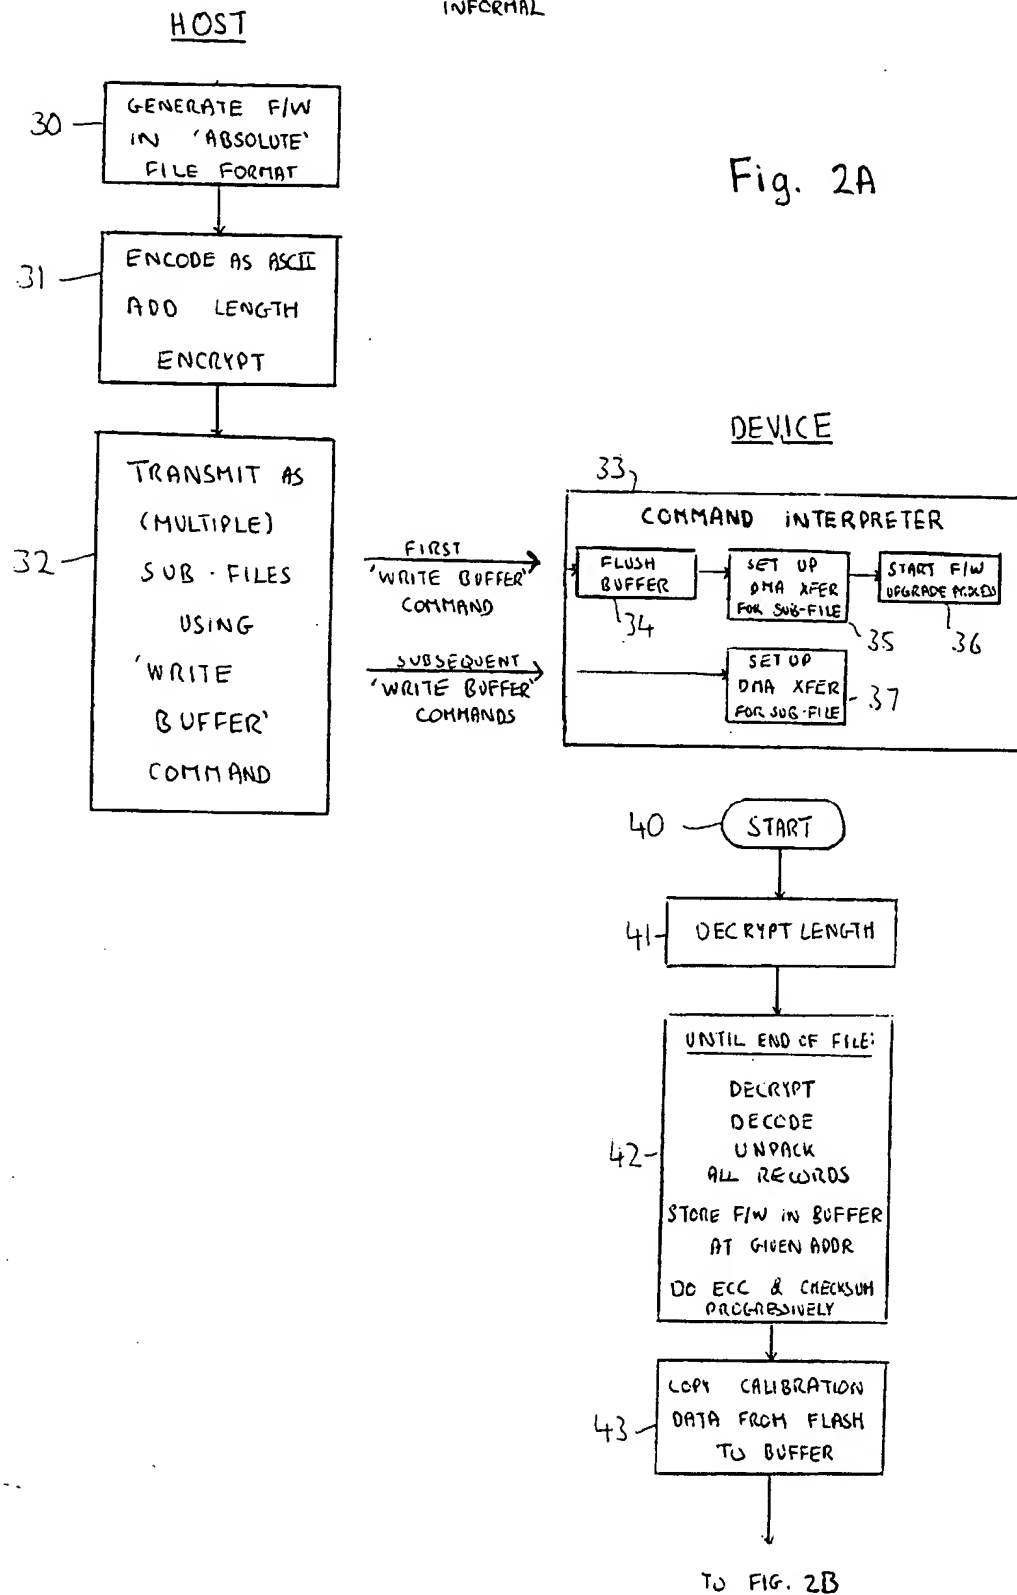 INFORMAL
HOST
30
GENERATE F/W
IN 'ABSOLUTE'
FILE FORMAT
Fig. 2A
31
ENCODE AS ASCII
ADD LENGTH
ENCRYPT
32
TRANSMIT AS
(MULTIPLE)
SUB-FILES
USING
'WRITE
BUFFER'
COMMAND
FIRST
'WRITE BUFFER'
COMMAND
SUBSEQUENT
'WRITE BUFFER'
COMMANDS
DEVICE
33
COMMAND INTERPRETER
FLUSH
BUFFER
34
SET UP
DMA XFER
FOR SUB-FILE
35
START F/W
UPGRADE PROCESS
36
SET UP
DMA XFER
FOR SUB-FILE
37
40
START
41
DECRYPT LENGTH
42
UNTIL END OF FILE:
DECRYPT
DECODE
UNPACK
ALL RECORDS
STORE F/W IN BUFFER
AT GIVEN ADDR
DO ECC & CHECKSUM
PROGRESSIVELY
43
COPY CALIBRATION
DATA FROM FLASH
TO BUFFER
TO FIG. 2B